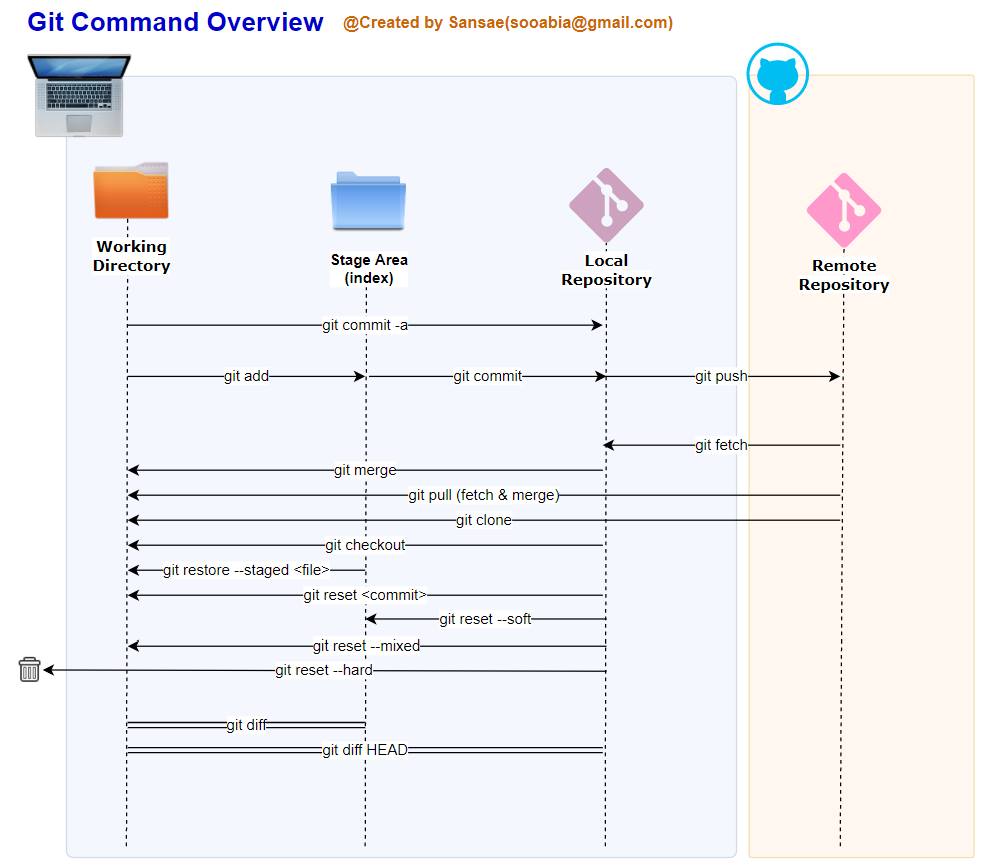 Git Command Overview @Created by Sansae(sooabia@gmail.com)
Working
Directory
Stage Area
(index)
Local
Repository
Remote
Repository
git commit -a
git add
git commit
git push
git fetch
git merge
git pull (fetch & merge)
git clone
git checkout
git restore --staged <file>
git reset <commit>
git reset --soft
git reset --mixed
git reset --hard
git diff
git diff HEAD